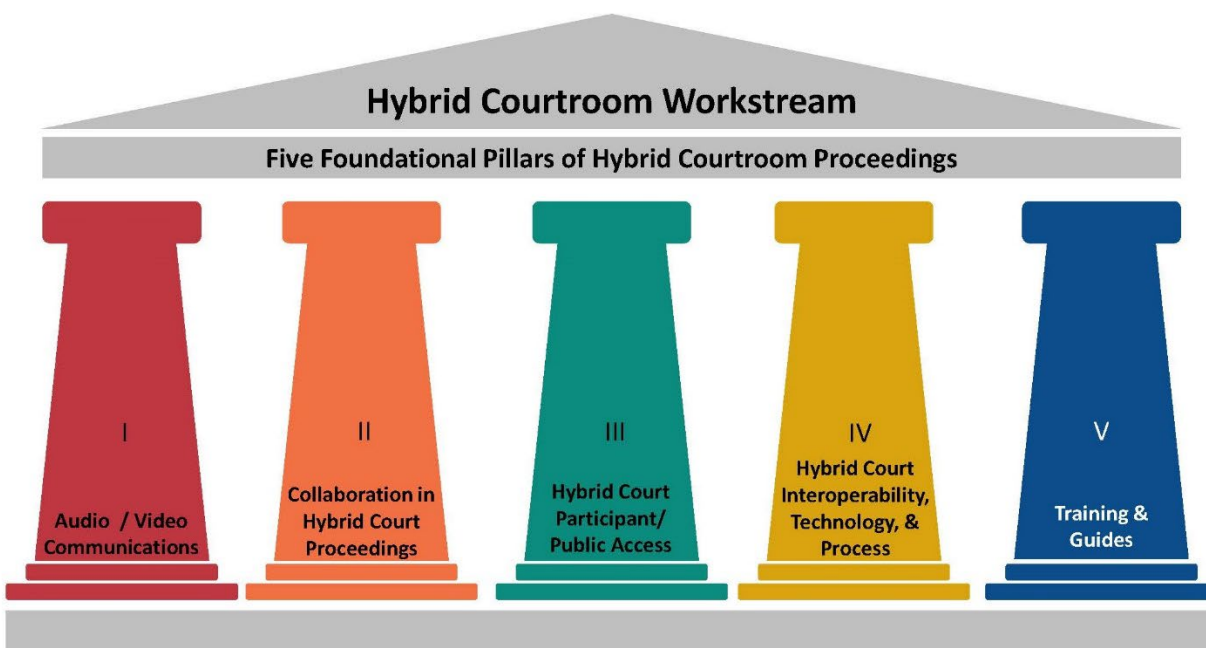 Hybrid Courtroom Workstream
Five Foundational Pillars of Hybrid Courtroom Proceedings
I
Audio / Video
Communications
II
Collaboration in
Hybrid Court
Proceedings
III
Hybrid Court
Participant/
Public Access
IV
Hybrid Court
Interoperability,
Technology, &
Process
V
Training &
Guides